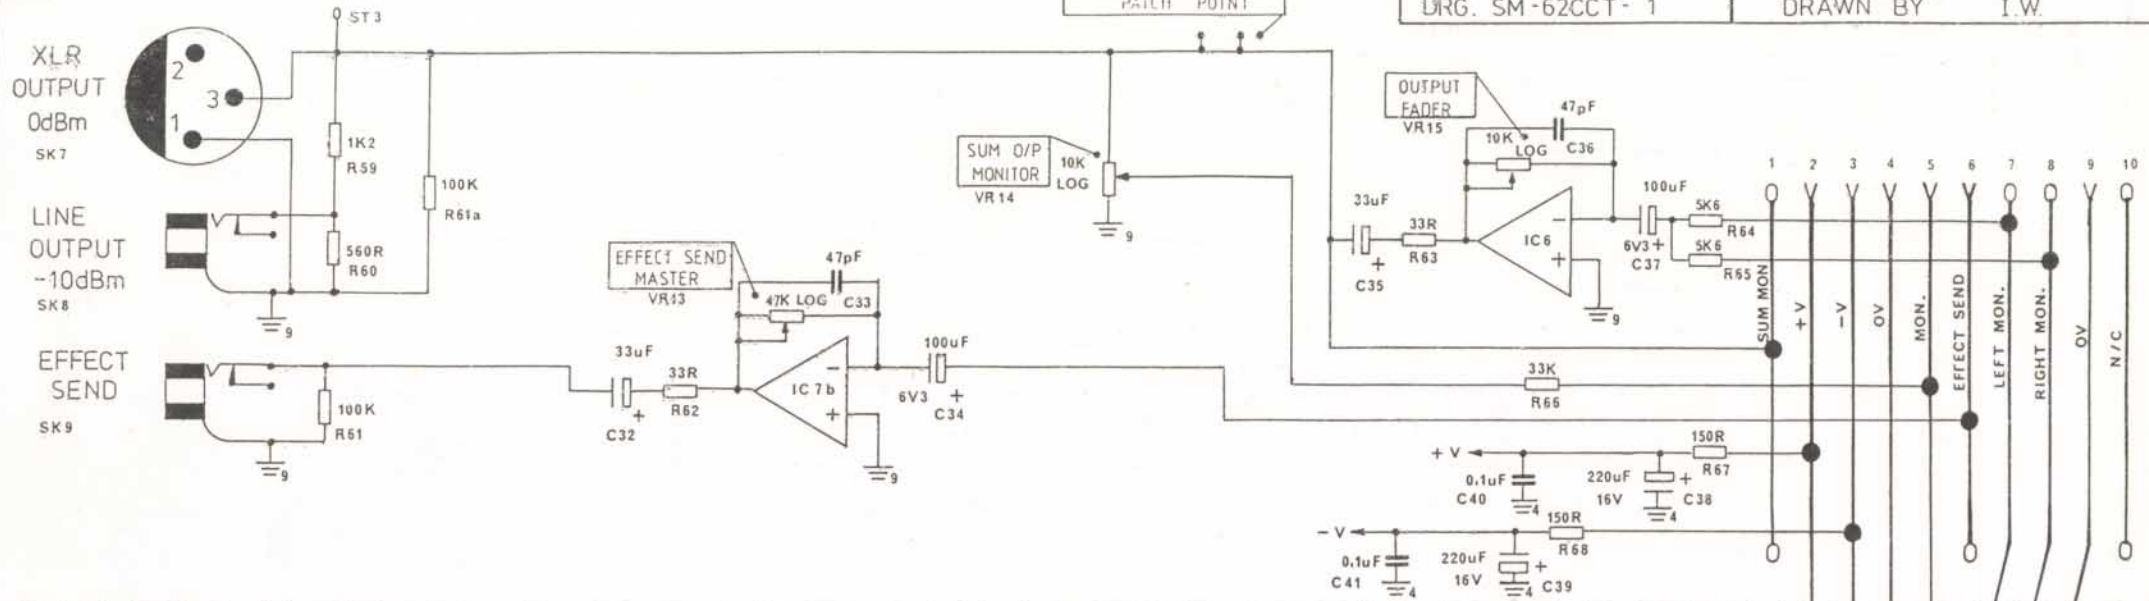 PATCH POINT
DRG. SM-62CCT- 1
DRAWN BY I.W.
ST3
XLR
OUTPUT
0dBm
SK7
2
3
1
1K2
R59
100K
R61a
LINE
OUTPUT
-10dBm
SK8
560R
R60
9
EFFECT
SEND
SK9
100K
R61
9
EFFECT SEND
MASTER
VR13
47pF
C33
47K LOG
33uF
+
C32
33R
R62
IC 7b
-
+
9
100uF
6V3 +
C34
SUM O/P
MONITOR
VR14
10K
LOG
9
OUTPUT
FADER
VR15
47pF
C36
10K
LOG
33uF
+
C35
33R
R63
IC6
-
+
9
100uF
6V3 +
C37
5K6
R64
5K6
R65
33K
R66
1 2 3 4 5 6 7 8 9 10
SUM MON
+V
-V
0V
MON.
EFFECT SEND
LEFT MON.
RIGHT MON.
0V
N/C
+ V
0.1uF
C40
4
220uF
16V
+
C38
4
150R
R67
- V
0.1uF
C41
4
220uF
16V
+
C39
4
150R
R68